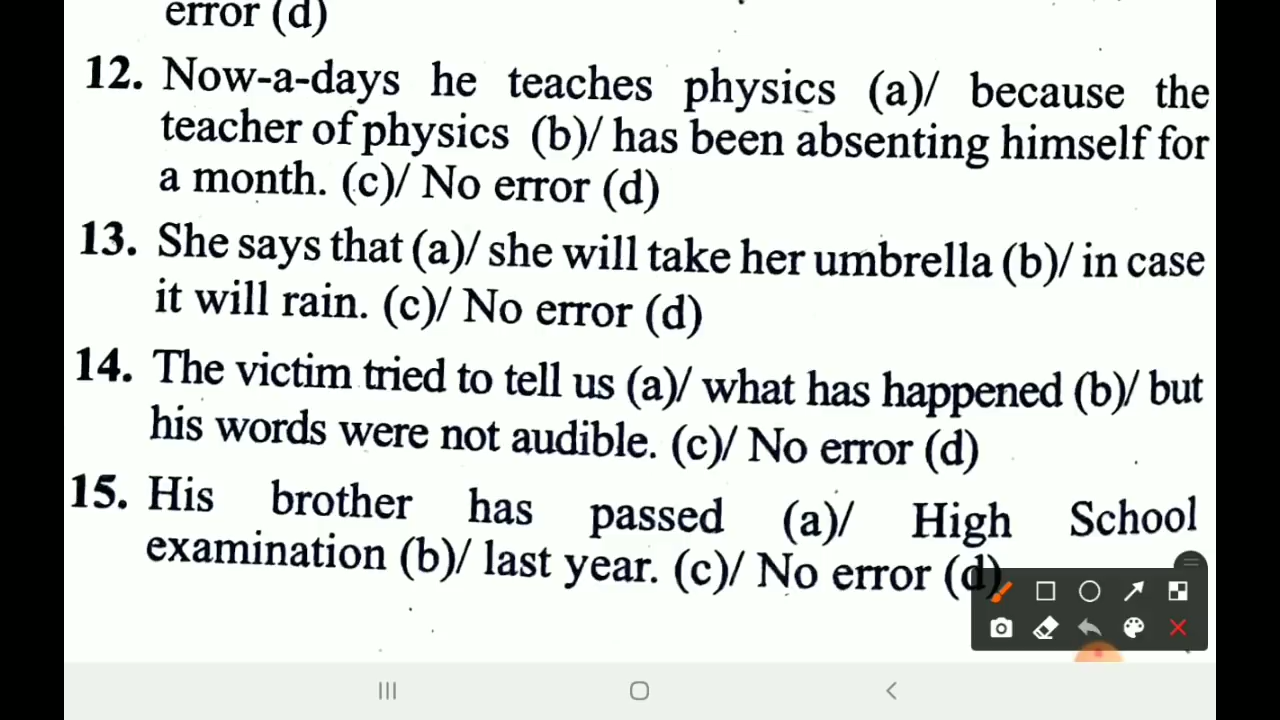 error (d)
12. Now-a-days he teaches physics (a)/ because the
teacher of physics (b)/ has been absenting himself for
a month. (c)/ No error (d)
13. She says that (a)/ she will take her umbrella (b)/ in case
it will rain. (c)/ No error (d)
14. The victim tried to tell us (a)/ what has happened (b)/ but
his words were not audible. (c)/ No error (d)
15. His brother has passed (a)/ High School
examination (b)/ last year. (c)/ No error (d)